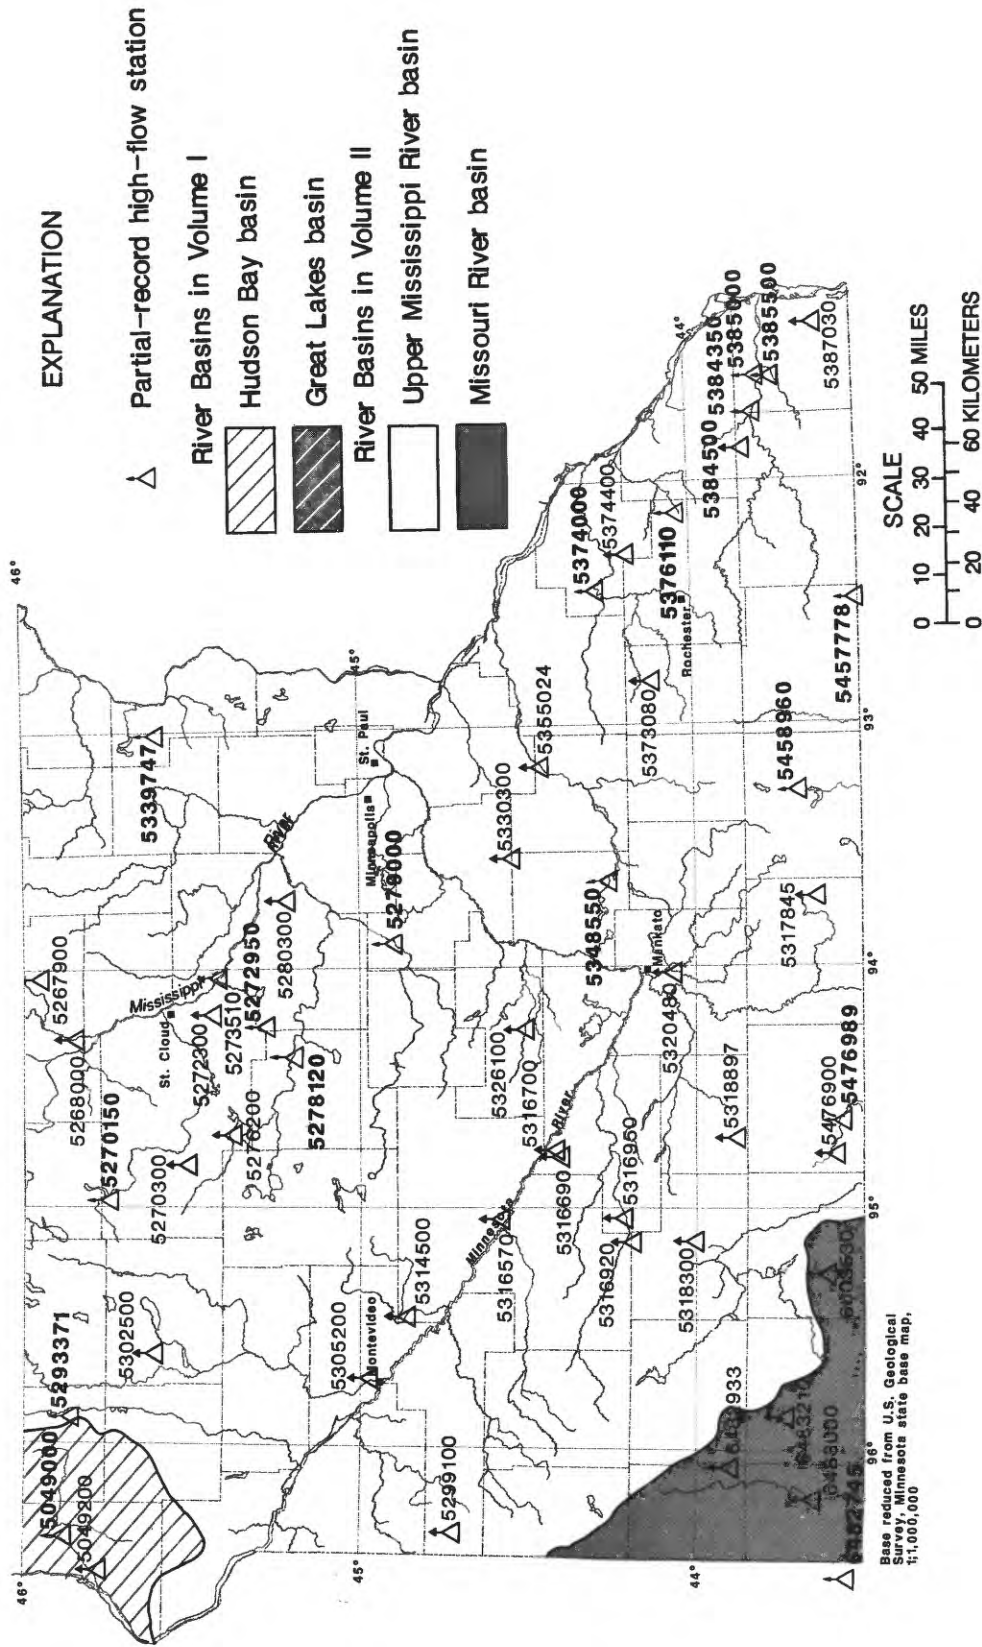 EXPLANATION
Partial-record high-flow station
River Basins in Volume I
Hudson Bay basin
Great Lakes basin
River Basins in Volume II
Upper Mississippi River basin
Missouri River basin
46°
46°
5049000
5049200
5293371
5302500
5270150
5268000
5267900
5270300
St. Cloud
Mississippi
River
5272300
5273510
5272950
5276200
5278120
5280300
5339747
45°
45°
5305200
Montevideo
5314500
5299100
5279000
Minneapolis
St. Paul
Minnesota
River
5316570
5316690
5316700
5326100
5330300
5355024
5316920
5316950
5348550
Mankato
5320480
5318300
5318897
5317845
5373080
Rochester
5374000
5374400
5376110
44°
44°
5384500
5384350
5385000
5385500
5387030
5476900
5476989
5458960
5457778
933
96°
95°
94°
93°
92°
SCALE
0 10 20 30 40 50 MILES
0 20 40 60 KILOMETERS
Base reduced from U.S. Geological
Survey, Minnesota state base map,
1:1,000,000